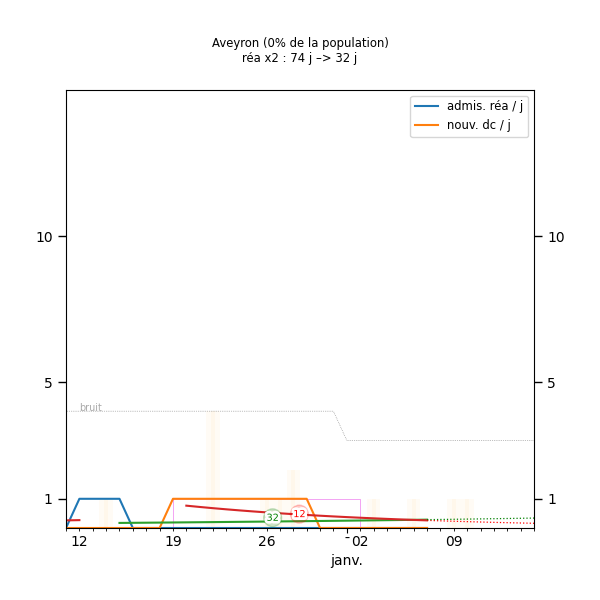 Aveyron (0% de la population)
réa x2 : 74 j –> 32 j
admis. réa / j
nouv. dc / j
10
10
5
5
bruit
1
1
32
12
12
19
26
02
09
janv.